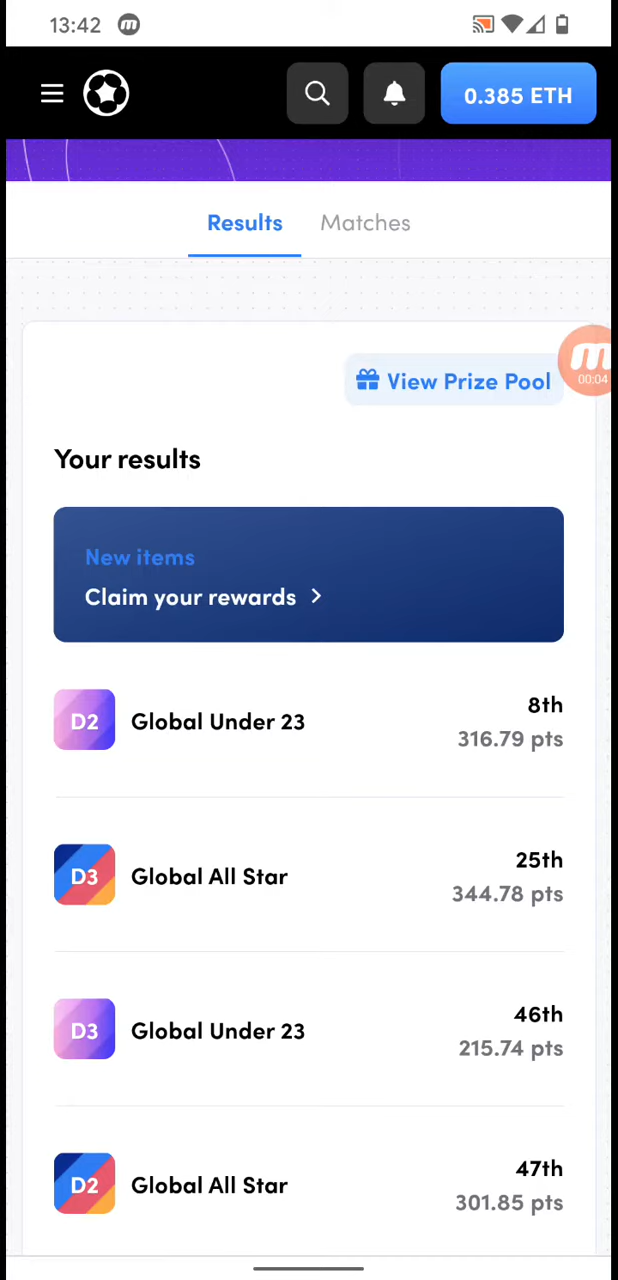 13:42
m
0.385 ETH
Results Matches
View Prize Pool
m
00:04
Your results
New items
Claim your rewards
D2 Global Under 23
8th
316.79 pts
D3 Global All Star
25th
344.78 pts
D3 Global Under 23
46th
215.74 pts
D2 Global All Star
47th
301.85 pts